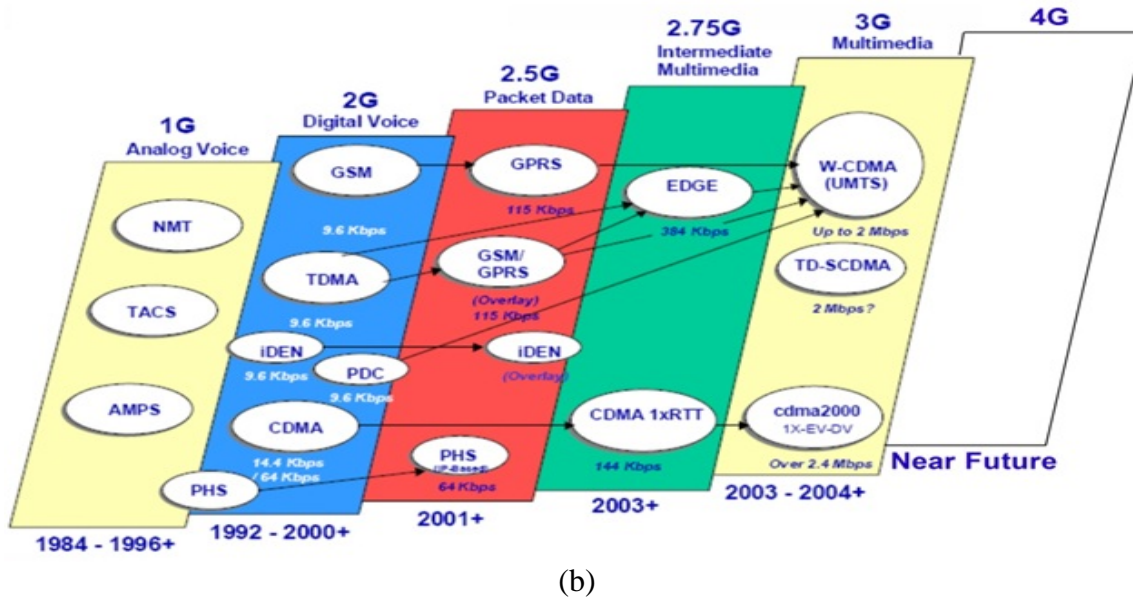 1G
Analog Voice
NMT
TACS
AMPS
1984 - 1996+
2G
Digital Voice
GSM
9.6 Kbps
TDMA
9.6 Kbps
iDEN
9.6 Kbps
PDC
9.6 Kbps
CDMA
14.4 Kbps
/ 64 Kbps
PHS
1992 - 2000+
2.5G
Packet Data
GPRS
115 Kbps
GSM/
GPRS
(Overlay)
115 Kbps
iDEN
(Overlay)
PHS
(IP-Based)
64 Kbps
2001+
2.75G
Intermediate
Multimedia
EDGE
384 Kbps
CDMA 1xRTT
144 Kbps
2003+
3G
Multimedia
W-CDMA
(UMTS)
Up to 2 Mbps
TD-SCDMA
2 Mbps?
cdma2000
1X-EV-DV
Over 2.4 Mbps
2003 - 2004+
4G
Near Future
(b)